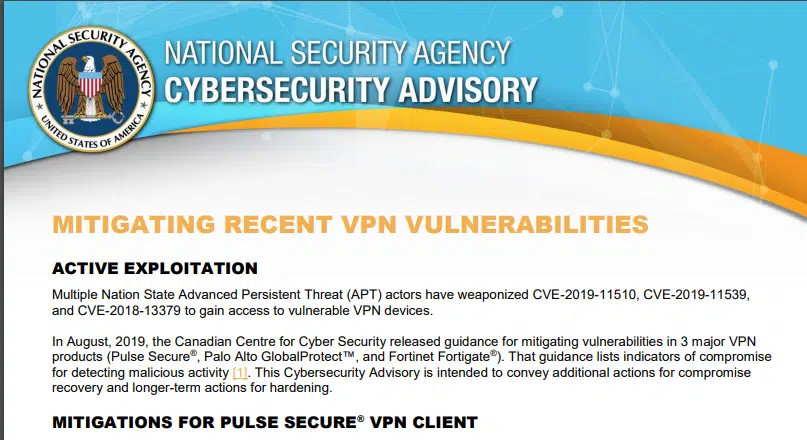 NATIONAL SECURITY AGENCY
UNITED STATES OF AMERICA
NATIONAL SECURITY AGENCY
CYBERSECURITY ADVISORY
MITIGATING RECENT VPN VULNERABILITIES
ACTIVE EXPLOITATION
Multiple Nation State Advanced Persistent Threat (APT) actors have weaponized CVE-2019-11510, CVE-2019-11539,
and CVE-2018-13379 to gain access to vulnerable VPN devices.
In August, 2019, the Canadian Centre for Cyber Security released guidance for mitigating vulnerabilities in 3 major VPN
products (Pulse Secure®, Palo Alto GlobalProtect™, and Fortinet Fortigate®). That guidance lists indicators of compromise
for detecting malicious activity [1]. This Cybersecurity Advisory is intended to convey additional actions for compromise
recovery and longer-term actions for hardening.
MITIGATIONS FOR PULSE SECURE® VPN CLIENT